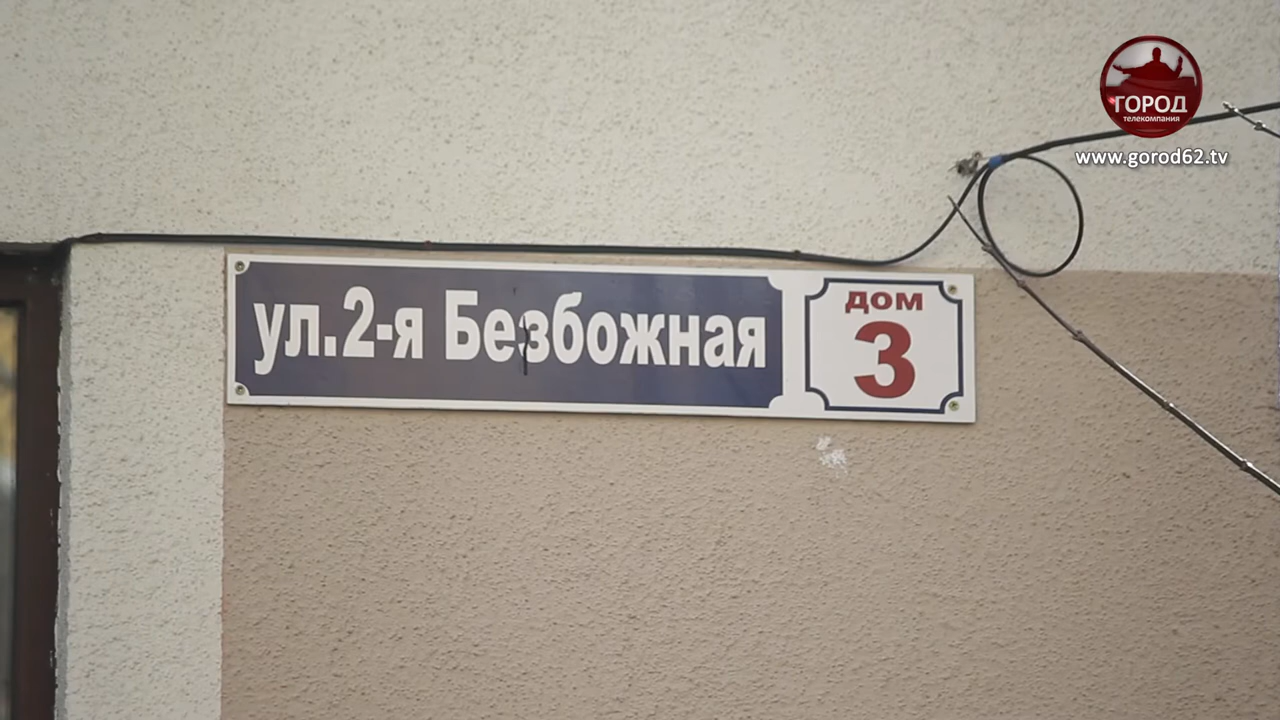 ГОРОД
телекомпания
www.gorod62.tv
ул.2-я Безбожная
дом
3